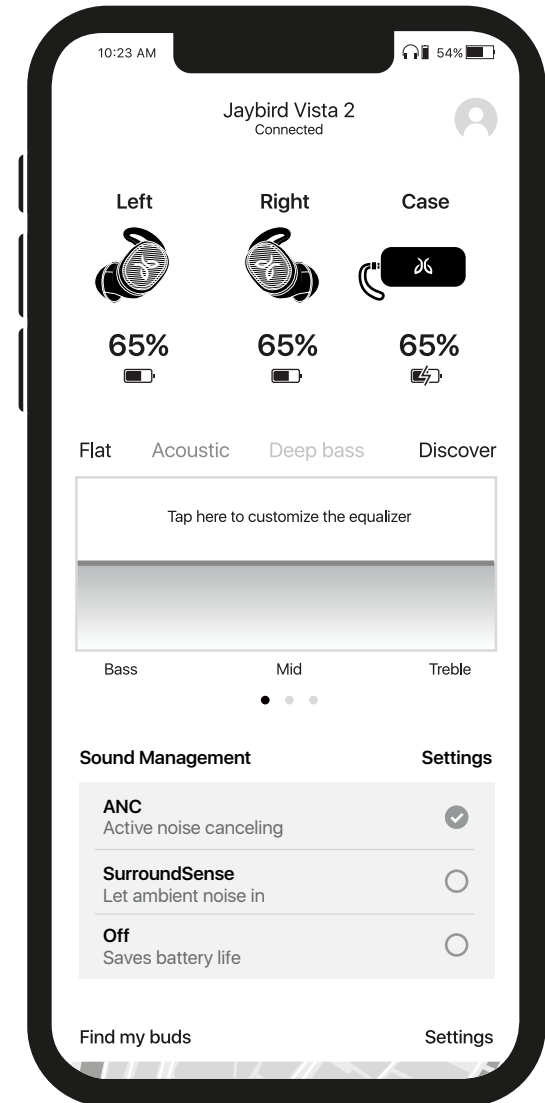 10:23 AM
54%
Jaybird Vista 2
Connected
Left Right Case
65% 65% 65%
Flat Acoustic Deep bass Discover
Tap here to customize the equalizer
Bass Mid Treble
Sound Management Settings
ANC
Active noise canceling
SurroundSense
Let ambient noise in
Off
Saves battery life
Find my buds Settings